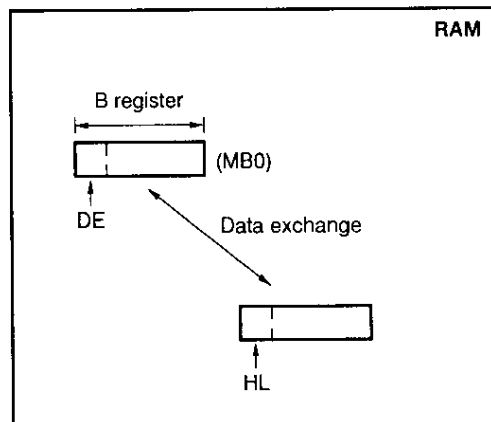 RAM
B register
(MB0)
DE
Data exchange
HL